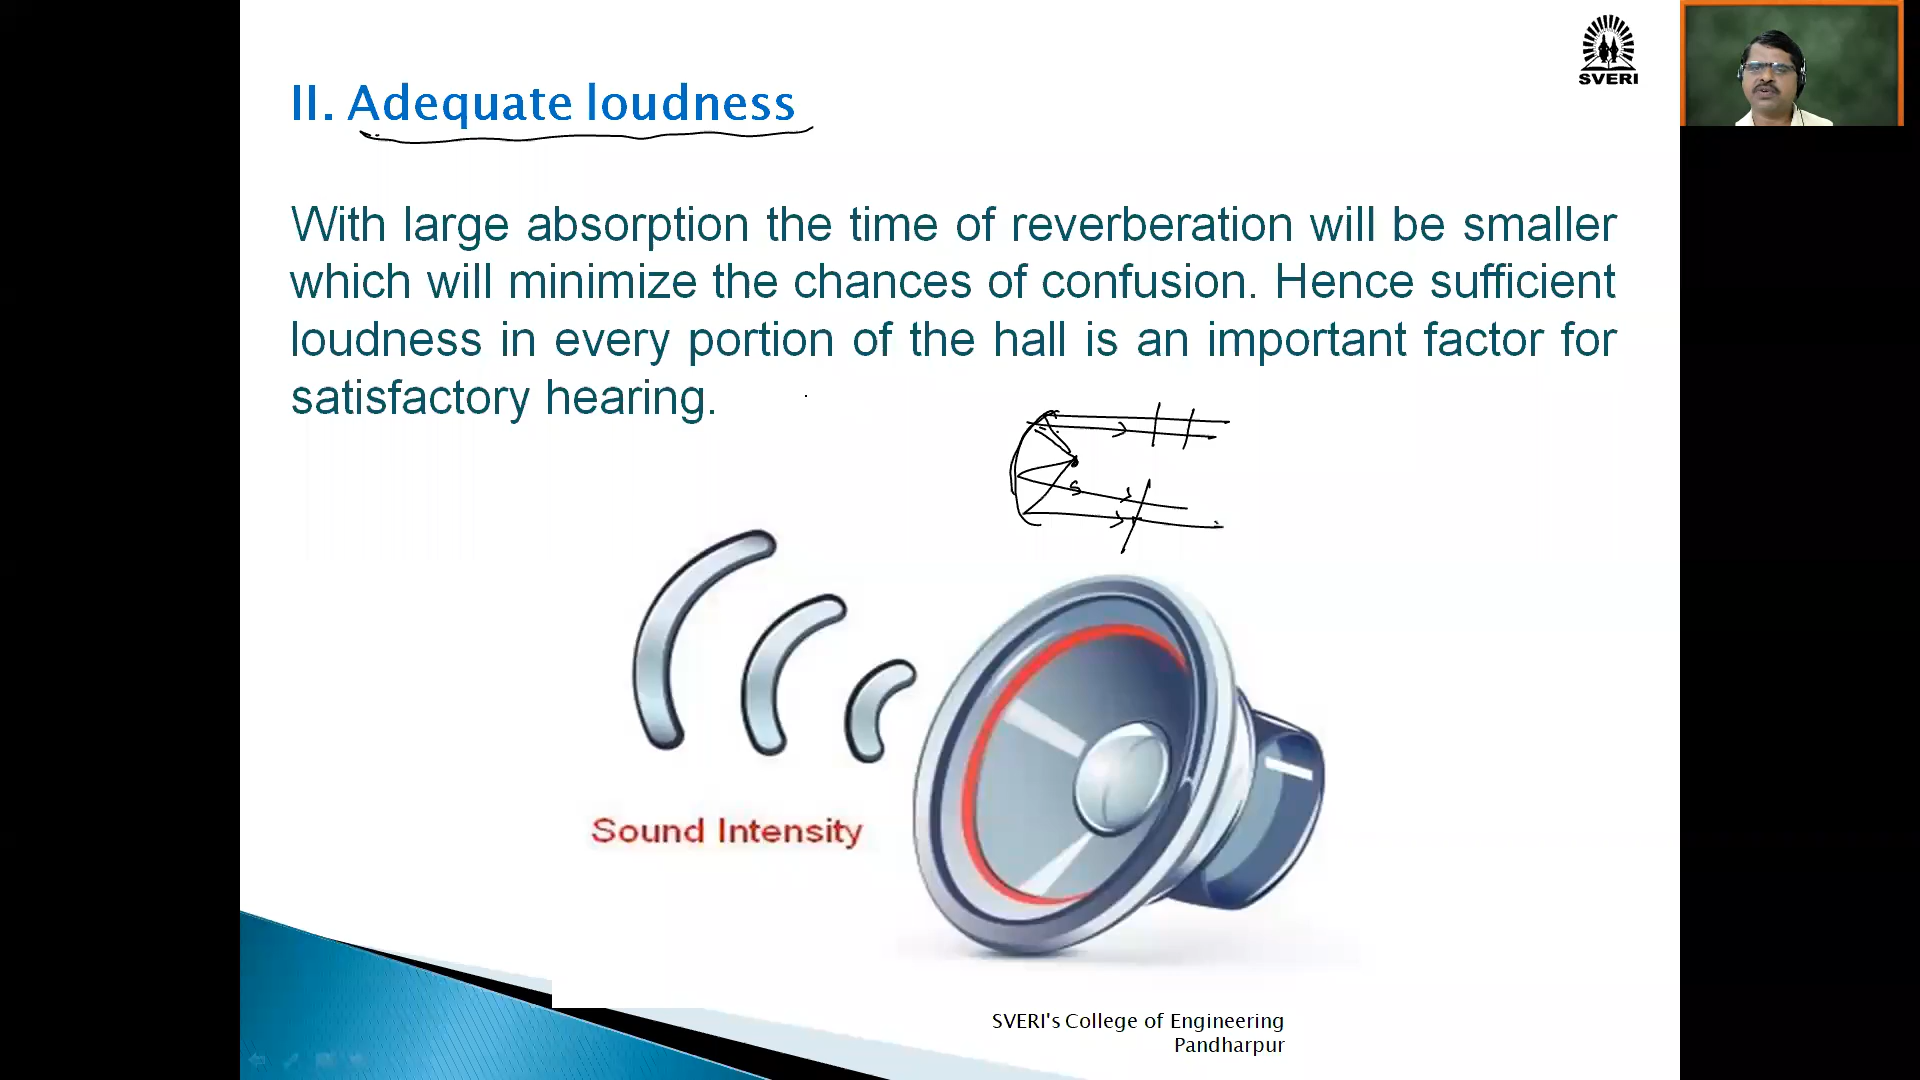 SVERI
II. Adequate loudness
With large absorption the time of reverberation will be smaller
which will minimize the chances of confusion. Hence sufficient
loudness in every portion of the hall is an important factor for
satisfactory hearing.
S
Sound Intensity
SVERI's College of Engineering
Pandharpur